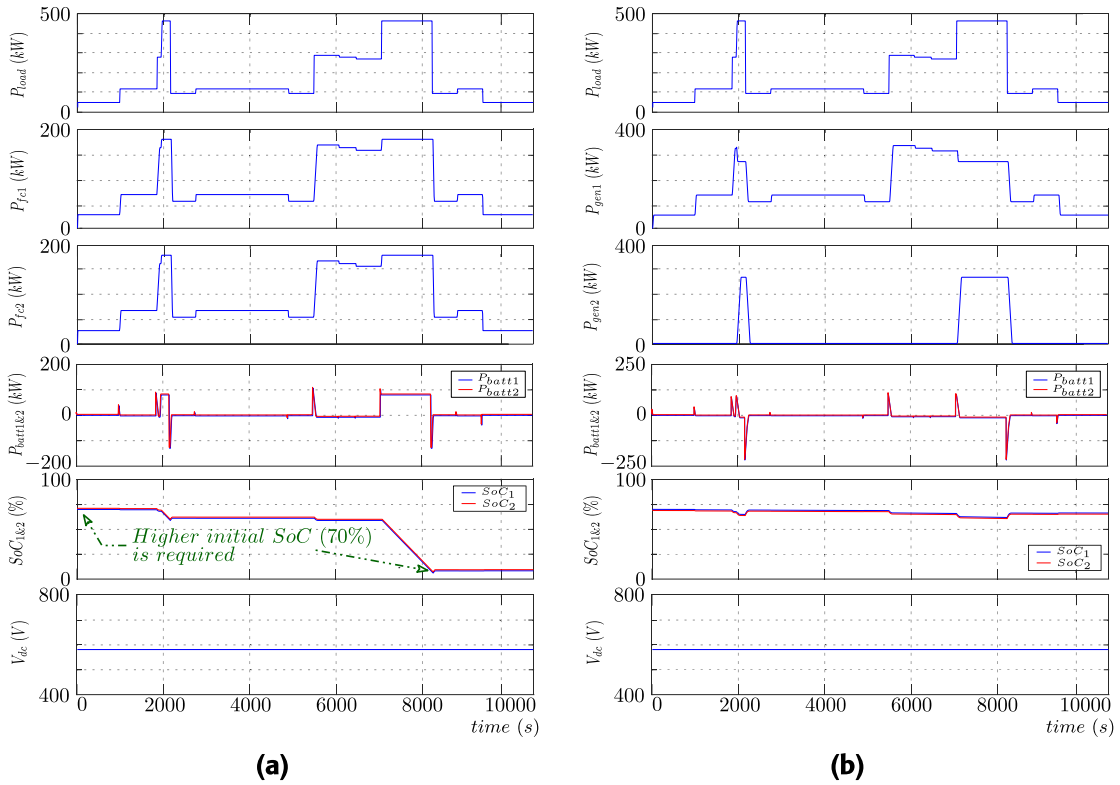 500
P_load (kW)
0
200
P_fc1 (kW)
0
200
P_fc2 (kW)
0
200
P_batt1
P_batt2
P_batt1&2 (kW)
0
−200
100
SoC_1
SoC_2
SoC_1&2 (%)
Higher initial SoC (70%)
is required
0
800
V_dc (V)
400
0 2000 4000 6000 8000 10000
time (s)
(a)
500
P_load (kW)
0
400
P_gen1 (kW)
0
400
P_gen2 (kW)
0
250
P_batt1
P_batt2
P_batt1&2 (kW)
0
−250
100
SoC_1&2 (%)
SoC_1
SoC_2
0
800
V_dc (V)
400
0 2000 4000 6000 8000 10000
time (s)
(b)